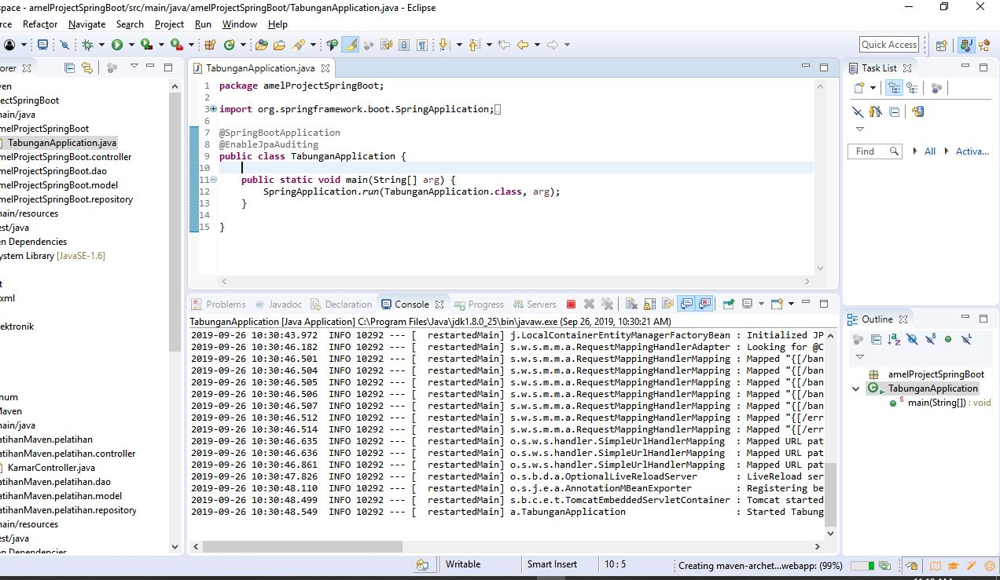 space - amelProjectSpringBoot/src/main/java/amelProjectSpringBoot/TabunganApplication.java - Eclipse
rce Refactor Navigate Search Project Run Window Help
Quick Access
orer
TabunganApplication.java
Task List
1 package amelProjectSpringBoot;
2
3 import org.springframework.boot.SpringApplication;
6
7 @SpringBootApplication
8 @EnableJpaAuditing
9 public class TabunganApplication {
10
11 public static void main(String[] arg) {
12 SpringApplication.run(TabunganApplication.class, arg);
13 }
14
15 }
ven
ectSpringBoot
main/java
melProjectSpringBoot
TabunganApplication.java
melProjectSpringBoot.controller
melProjectSpringBoot.dao
melProjectSpringBoot.model
melProjectSpringBoot.repository
main/resources
est/java
en Dependencies
ystem Library [JavaSE-1.6]
t
xml
ektronik
num
Maven
main/java
atihanMaven.pelatihan
atihanMaven.pelatihan.controller
KamarController.java
atihanMaven.pelatihan.dao
atihanMaven.pelatihan.model
atihanMaven.pelatihan.repository
main/resources
est/java
en Dependencies
Find All Activa...
Problems @ Javadoc Declaration Console Progress Servers
TabunganApplication [Java Application] C:\Program Files\Java\jdk1.8.0_25\bin\javaw.exe (Sep 26, 2019, 10:30:21 AM)
2019-09-26 10:30:43.972 INFO 10292 --- [ restartedMain] j.LocalContainerEntityManagerFactoryBean : Initialized JP
2019-09-26 10:30:46.182 INFO 10292 --- [ restartedMain] s.w.s.m.m.a.RequestMappingHandlerAdapter : Looking for @C
2019-09-26 10:30:46.501 INFO 10292 --- [ restartedMain] s.w.s.m.m.a.RequestMappingHandlerMapping : Mapped "{[/ban
2019-09-26 10:30:46.504 INFO 10292 --- [ restartedMain] s.w.s.m.m.a.RequestMappingHandlerMapping : Mapped "{[/ban
2019-09-26 10:30:46.505 INFO 10292 --- [ restartedMain] s.w.s.m.m.a.RequestMappingHandlerMapping : Mapped "{[/ban
2019-09-26 10:30:46.506 INFO 10292 --- [ restartedMain] s.w.s.m.m.a.RequestMappingHandlerMapping : Mapped "{[/ban
2019-09-26 10:30:46.507 INFO 10292 --- [ restartedMain] s.w.s.m.m.a.RequestMappingHandlerMapping : Mapped "{[/ban
2019-09-26 10:30:46.512 INFO 10292 --- [ restartedMain] s.w.s.m.m.a.RequestMappingHandlerMapping : Mapped "{[/err
2019-09-26 10:30:46.514 INFO 10292 --- [ restartedMain] s.w.s.m.m.a.RequestMappingHandlerMapping : Mapped "{[/err
2019-09-26 10:30:46.635 INFO 10292 --- [ restartedMain] o.s.w.s.handler.SimpleUrlHandlerMapping : Mapped URL pat
2019-09-26 10:30:46.636 INFO 10292 --- [ restartedMain] o.s.w.s.handler.SimpleUrlHandlerMapping : Mapped URL pat
2019-09-26 10:30:46.861 INFO 10292 --- [ restartedMain] o.s.w.s.handler.SimpleUrlHandlerMapping : Mapped URL pat
2019-09-26 10:30:47.826 INFO 10292 --- [ restartedMain] o.s.b.d.a.OptionalLiveReloadServer : LiveReload ser
2019-09-26 10:30:48.110 INFO 10292 --- [ restartedMain] o.s.j.e.a.AnnotationMBeanExporter : Registering be
2019-09-26 10:30:48.499 INFO 10292 --- [ restartedMain] s.b.c.e.t.TomcatEmbeddedServletContainer : Tomcat started
2019-09-26 10:30:48.549 INFO 10292 --- [ restartedMain] a.TabunganApplication : Started Tabung
Outline
amelProjectSpringBoot
TabunganApplication
main(String[]) : void
Writable Smart Insert 10 : 5 Creating maven-archet...webapp: (99%)